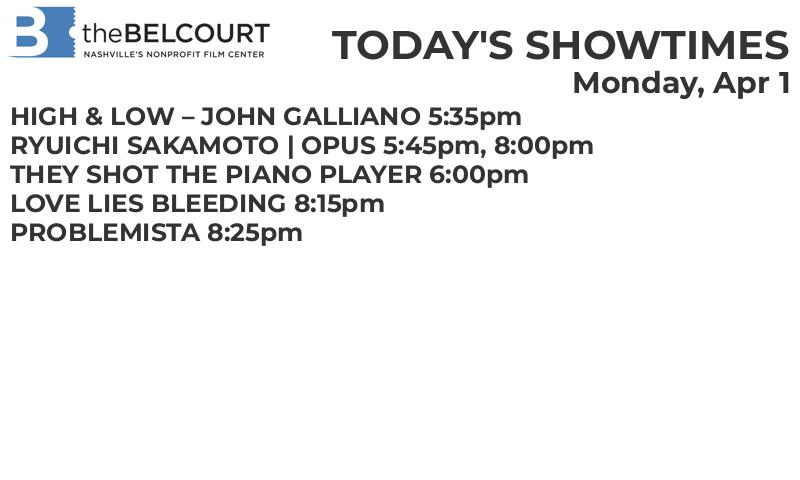 B theBELCOURT
NASHVILLE'S NONPROFIT FILM CENTER
TODAY'S SHOWTIMES
Monday, Apr 1
HIGH & LOW – JOHN GALLIANO 5:35pm
RYUICHI SAKAMOTO | OPUS 5:45pm, 8:00pm
THEY SHOT THE PIANO PLAYER 6:00pm
LOVE LIES BLEEDING 8:15pm
PROBLEMISTA 8:25pm